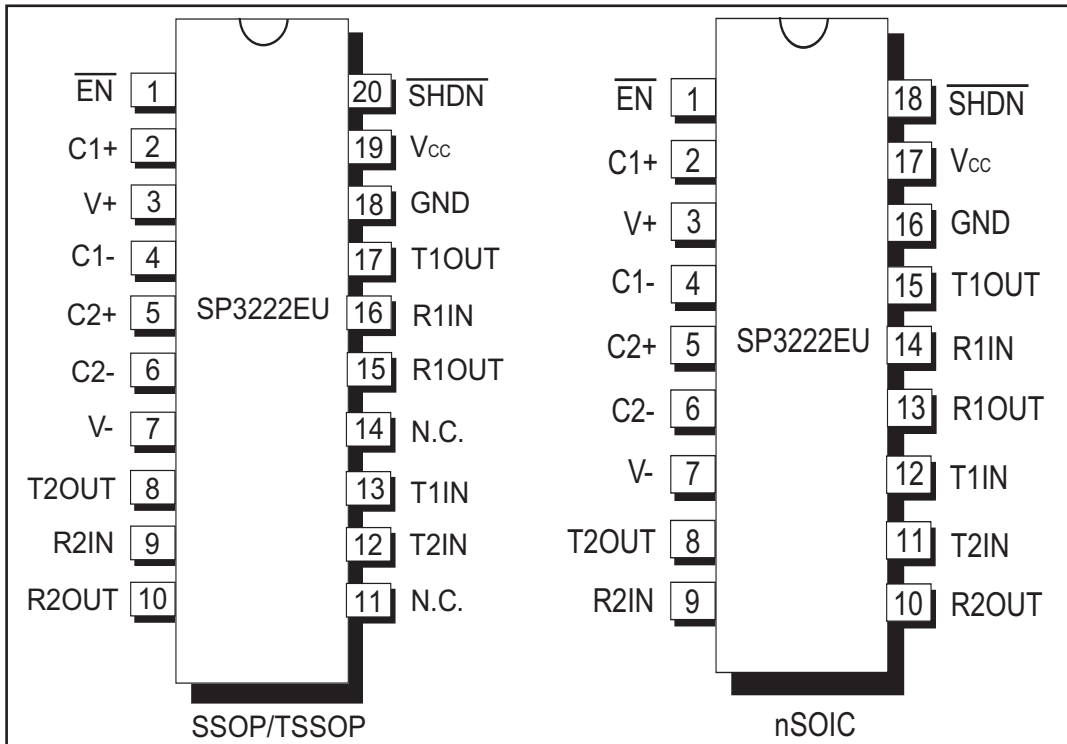 EN 1 20 SHDN
C1+ 2 19 Vcc
V+ 3 18 GND
C1- 4 17 T1OUT
C2+ 5 16 R1IN
SP3222EU
C2- 6 15 R1OUT
V- 7 14 N.C.
T2OUT 8 13 T1IN
R2IN 9 12 T2IN
R2OUT 10 11 N.C.
SSOP/TSSOP
EN 1 18 SHDN
C1+ 2 17 Vcc
V+ 3 16 GND
C1- 4 15 T1OUT
C2+ 5 14 R1IN
SP3222EU
C2- 6 13 R1OUT
V- 7 12 T1IN
T2OUT 8 11 T2IN
R2IN 9 10 R2OUT
nSOIC